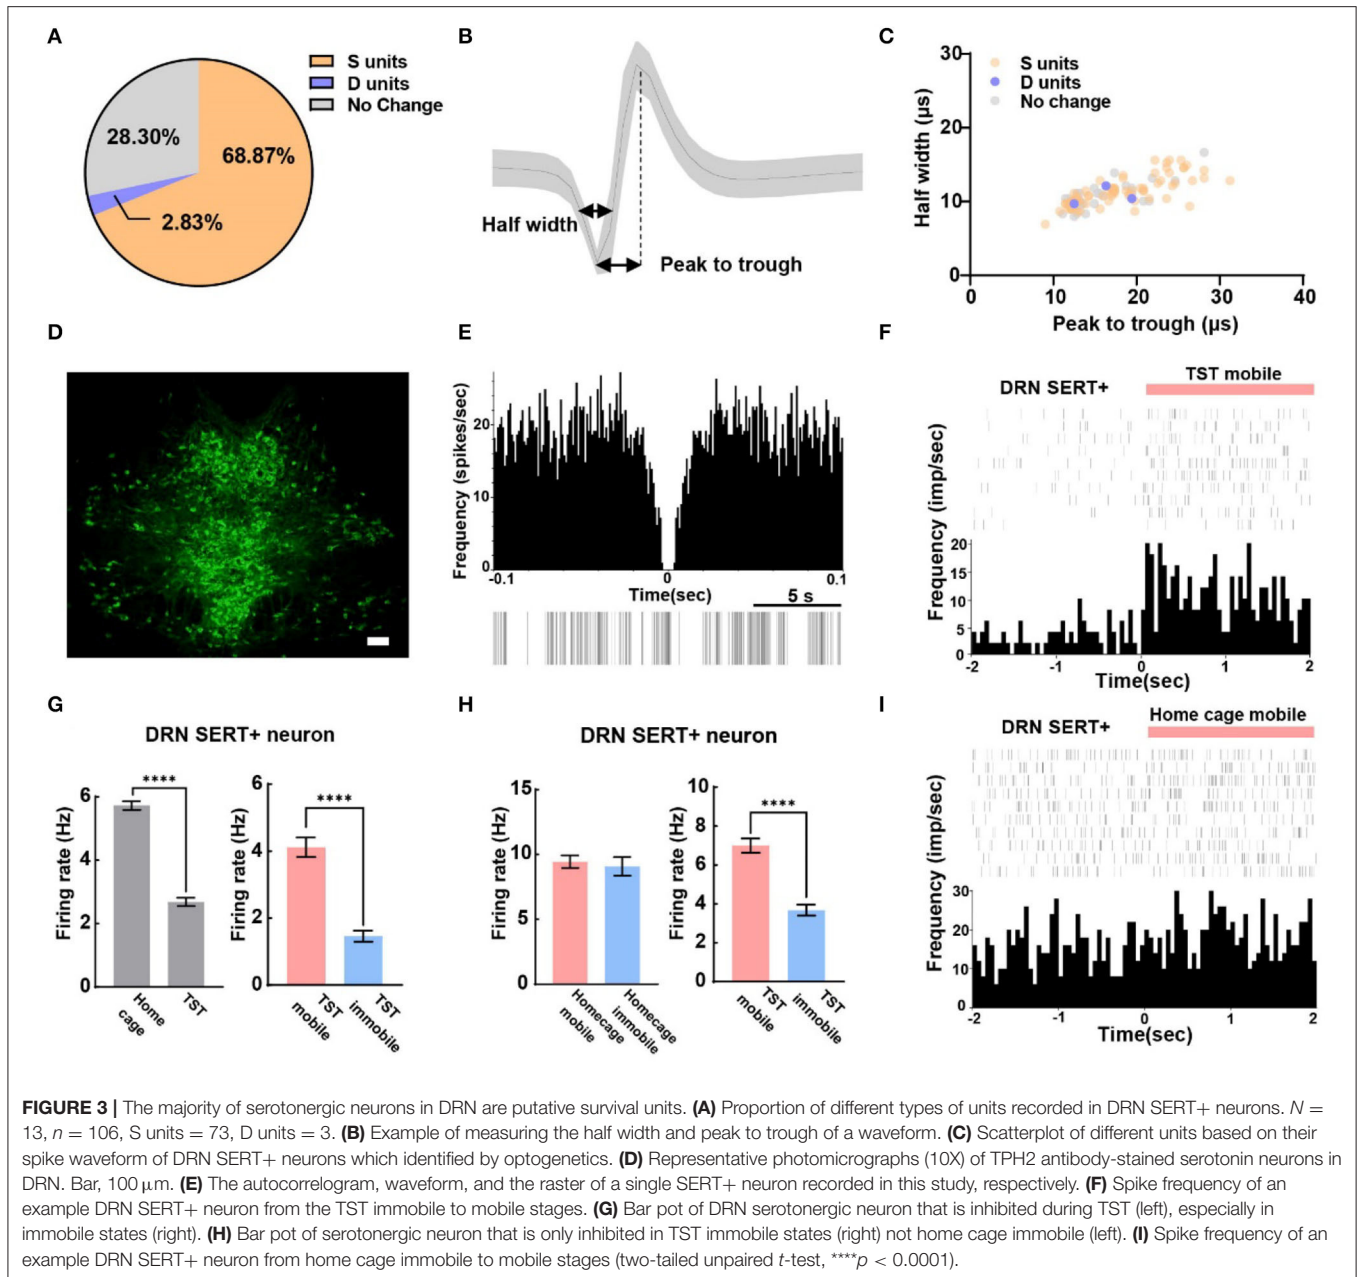 A
S units
D units
No Change
28.30%
68.87%
2.83%
B
Half width
Peak to trough
C
Half width (µs)
30
20
10
0
S units
D units
No change
0
10
20
30
40
Peak to trough (µs)
D
E
Frequency (spikes/sec)
20
10
0
-0.1
0
0.1
Time(sec)
5 s
F
DRN SERT+
TST mobile
Frequency (imp/sec)
20
15
10
5
0
-2
-1
0
1
2
Time(sec)
G
DRN SERT+ neuron
Firing rate (Hz)
6
4
2
0
****
Home cage
TST
Firing rate (Hz)
6
4
2
0
****
TST mobile
TST immobile
H
DRN SERT+ neuron
Firing rate (Hz)
15
10
5
0
Homecage mobile
Homecage immobile
Firing rate (Hz)
10
8
6
4
2
0
****
TST mobile
TST immobile
I
DRN SERT+
Home cage mobile
Frequency (imp/sec)
30
20
10
0
-2
-1
0
1
2
Time(sec)
FIGURE 3 | The majority of serotonergic neurons in DRN are putative survival units. (A) Proportion of different types of units recorded in DRN SERT+ neurons. N =
13, n = 106, S units = 73, D units = 3. (B) Example of measuring the half width and peak to trough of a waveform. (C) Scatterplot of different units based on their
spike waveform of DRN SERT+ neurons which identified by optogenetics. (D) Representative photomicrographs (10X) of TPH2 antibody-stained serotonin neurons in
DRN. Bar, 100 µm. (E) The autocorrelogram, waveform, and the raster of a single SERT+ neuron recorded in this study, respectively. (F) Spike frequency of an
example DRN SERT+ neuron from the TST immobile to mobile stages. (G) Bar pot of DRN serotonergic neuron that is inhibited during TST (left), especially in
immobile states (right). (H) Bar pot of serotonergic neuron that is only inhibited in TST immobile states (right) not home cage immobile (left). (I) Spike frequency of an
example DRN SERT+ neuron from home cage immobile to mobile stages (two-tailed unpaired t-test, ****p < 0.0001).